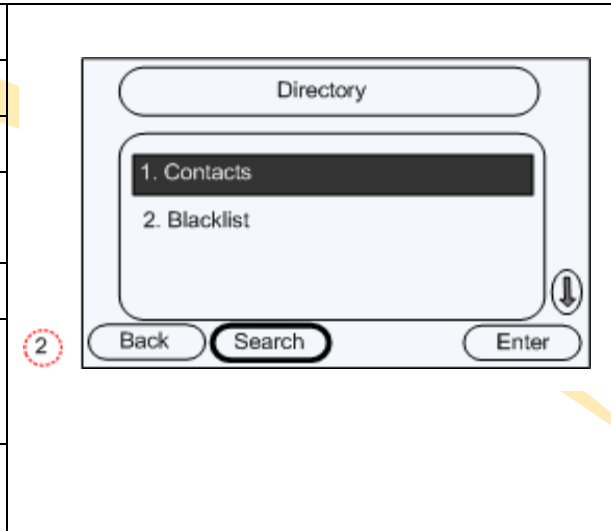 Directory
1. Contacts
2. Blacklist
2 Back Search Enter